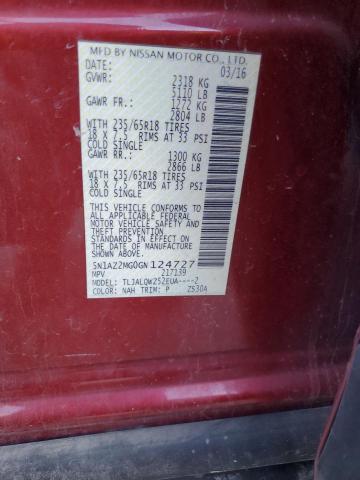 MFD BY NISSAN MOTOR CO., LTD.
DATE: 03/16
GVWR: 2318 KG
5110 LB
GAWR FR: 1272 KG
2804 LB
WITH 235/65R18 TIRES
18 X 7.5 RIMS AT 33 PSI
COLD SINGLE
GAWR RR: 1300 KG
2866 LB
WITH 235/65R18 TIRES
18 X 7.5 RIMS AT 33 PSI
COLD SINGLE
THIS VEHICLE CONFORMS TO ALL
APPLICABLE FEDERAL MOTOR
VEHICLE SAFETY AND THEFT
PREVENTION STANDARDS IN
EFFECT ON THE DATE OF
MANUFACTURE SHOWN ABOVE.
5N1AZ2MG0GN124727
MPV 217139
MODEL: TLJALQWZ52EUA----2
COLOR: NAH TRIM: P ZS30A